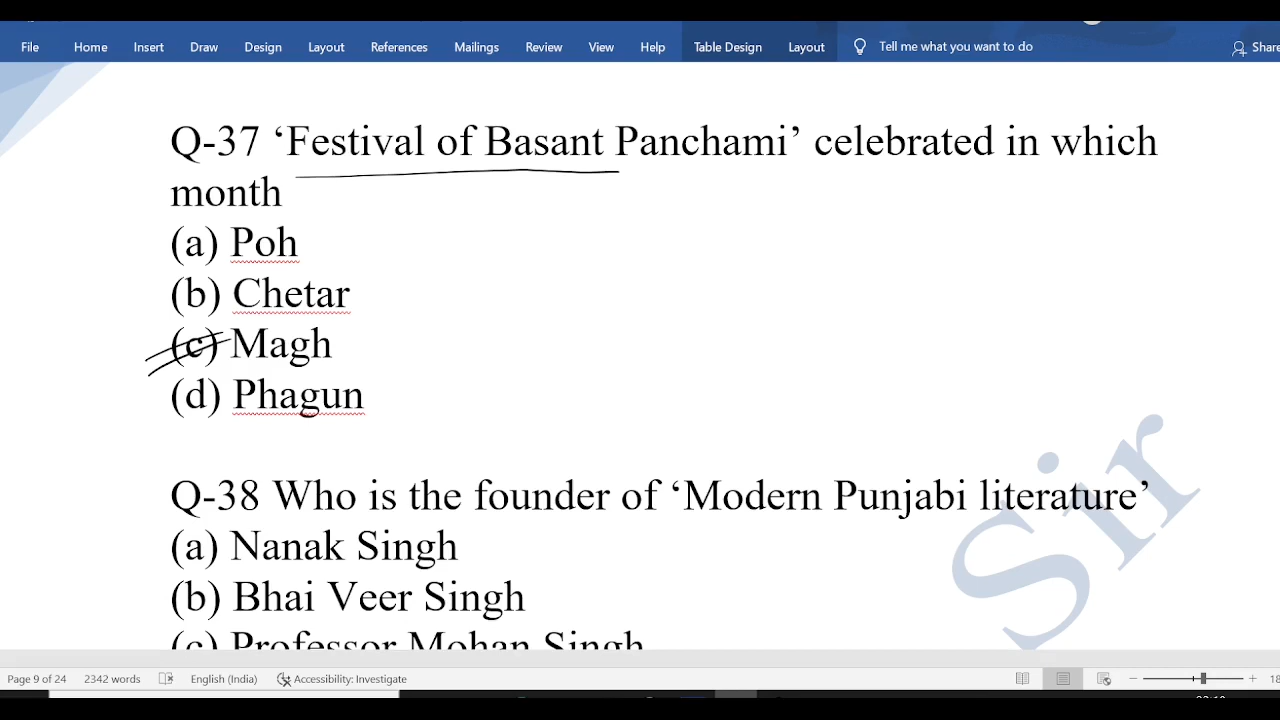 File Home Insert Draw Design Layout References Mailings Review View Help Table Design Layout Tell me what you want to do Share
Q-37 ‘Festival of Basant Panchami’ celebrated in which
month
(a) Poh
(b) Chetar
(c) Magh
(d) Phagun
Q-38 Who is the founder of ‘Modern Punjabi literature’
(a) Nanak Singh
(b) Bhai Veer Singh
(c) Professor Mohan Singh
Sir
Page 9 of 24 2342 words English (India) Accessibility: Investigate